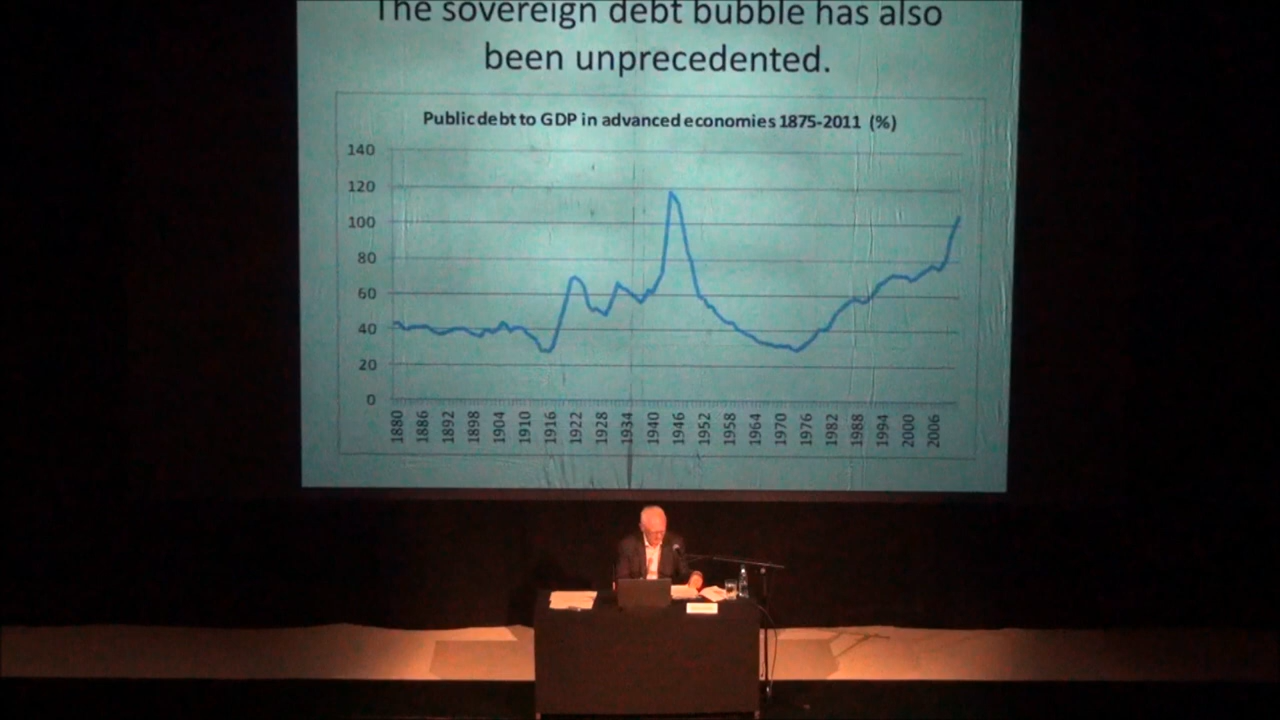 The sovereign debt bubble has also
been unprecedented.
Public debt to GDP in advanced economies 1875-2011 (%)
140
120
100
80
60
40
20
0
1880 1886 1892 1898 1904 1910 1916 1922 1928 1934 1940 1946 1952 1958 1964 1970 1976 1982 1988 1994 2000 2006